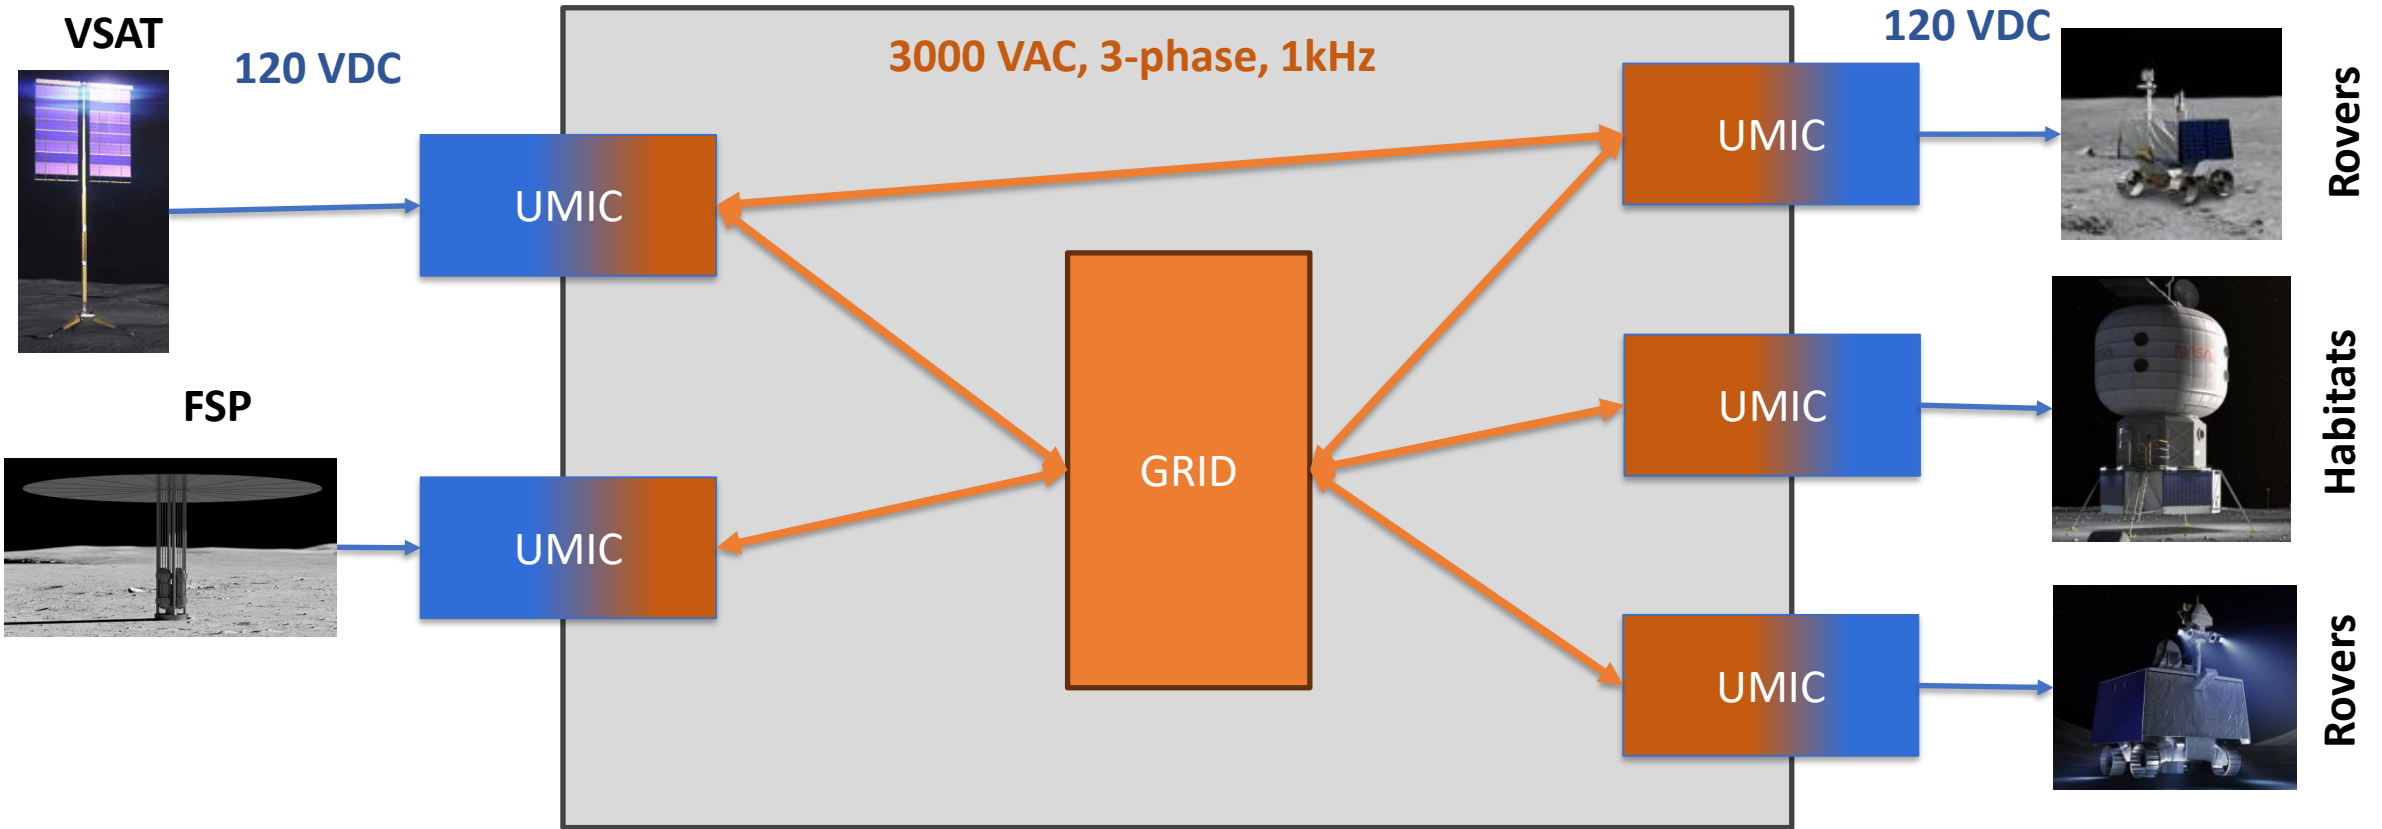 VSAT
120 VDC
3000 VAC, 3-phase, 1kHz
120 VDC
UMIC
UMIC
Rovers
GRID
UMIC
Habitats
NASA
FSP
UMIC
UMIC
Rovers